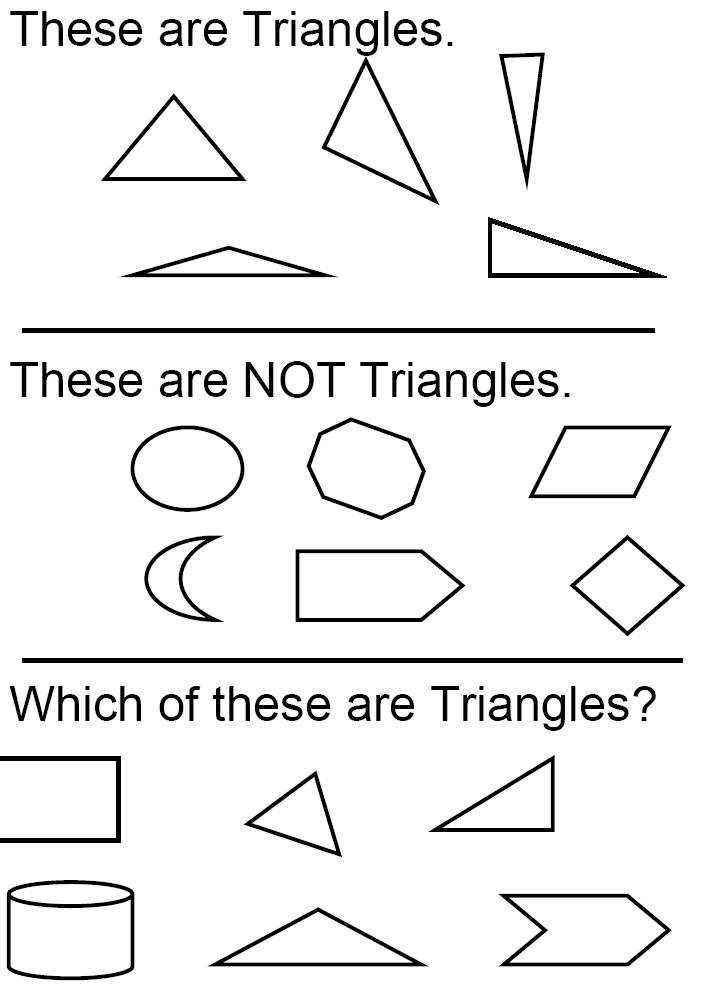 These are Triangles.
These are NOT Triangles.
Which of these are Triangles?